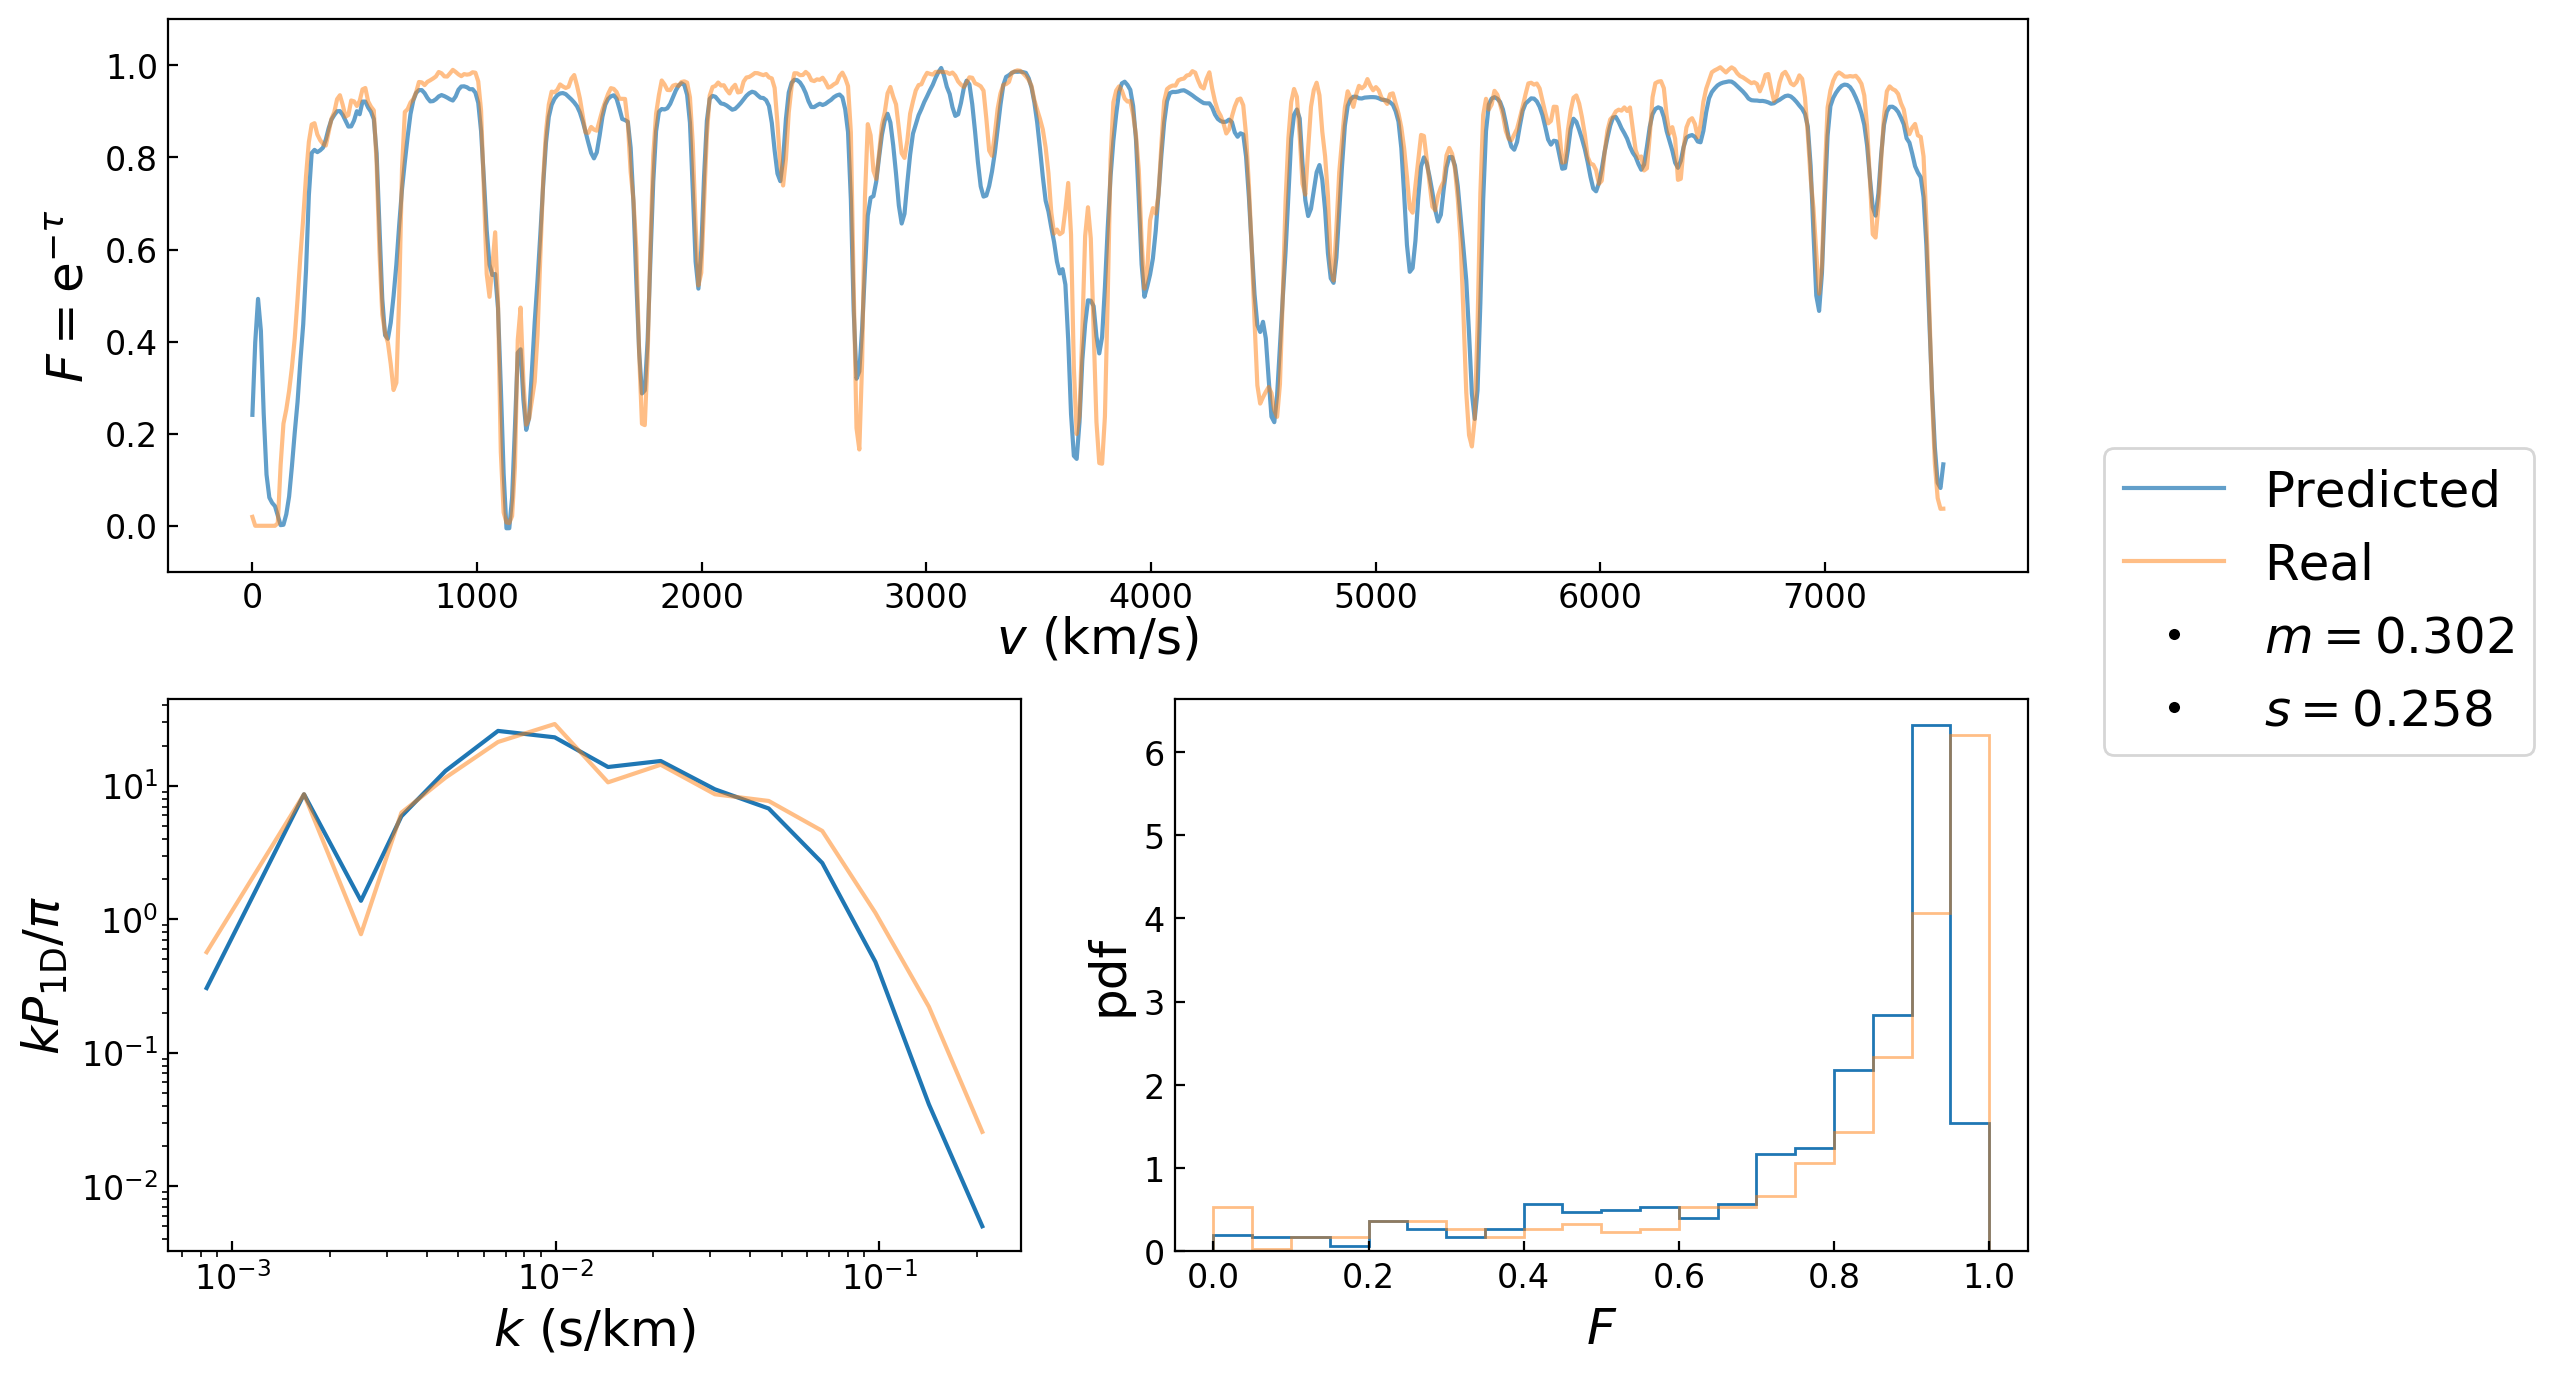 F = e^{−τ}
1.0
0.8
0.6
0.4
0.2
0.0
0 1000 2000 3000 4000 5000 6000 7000
v (km/s)
Predicted
Real
m = 0.302
s = 0.258
kP_{1D}/π
10^1
10^0
10^{−1}
10^{−2}
10^{−3} 10^{−2} 10^{−1}
k (s/km)
pdf
6
5
4
3
2
1
0
0.0 0.2 0.4 0.6 0.8 1.0
F